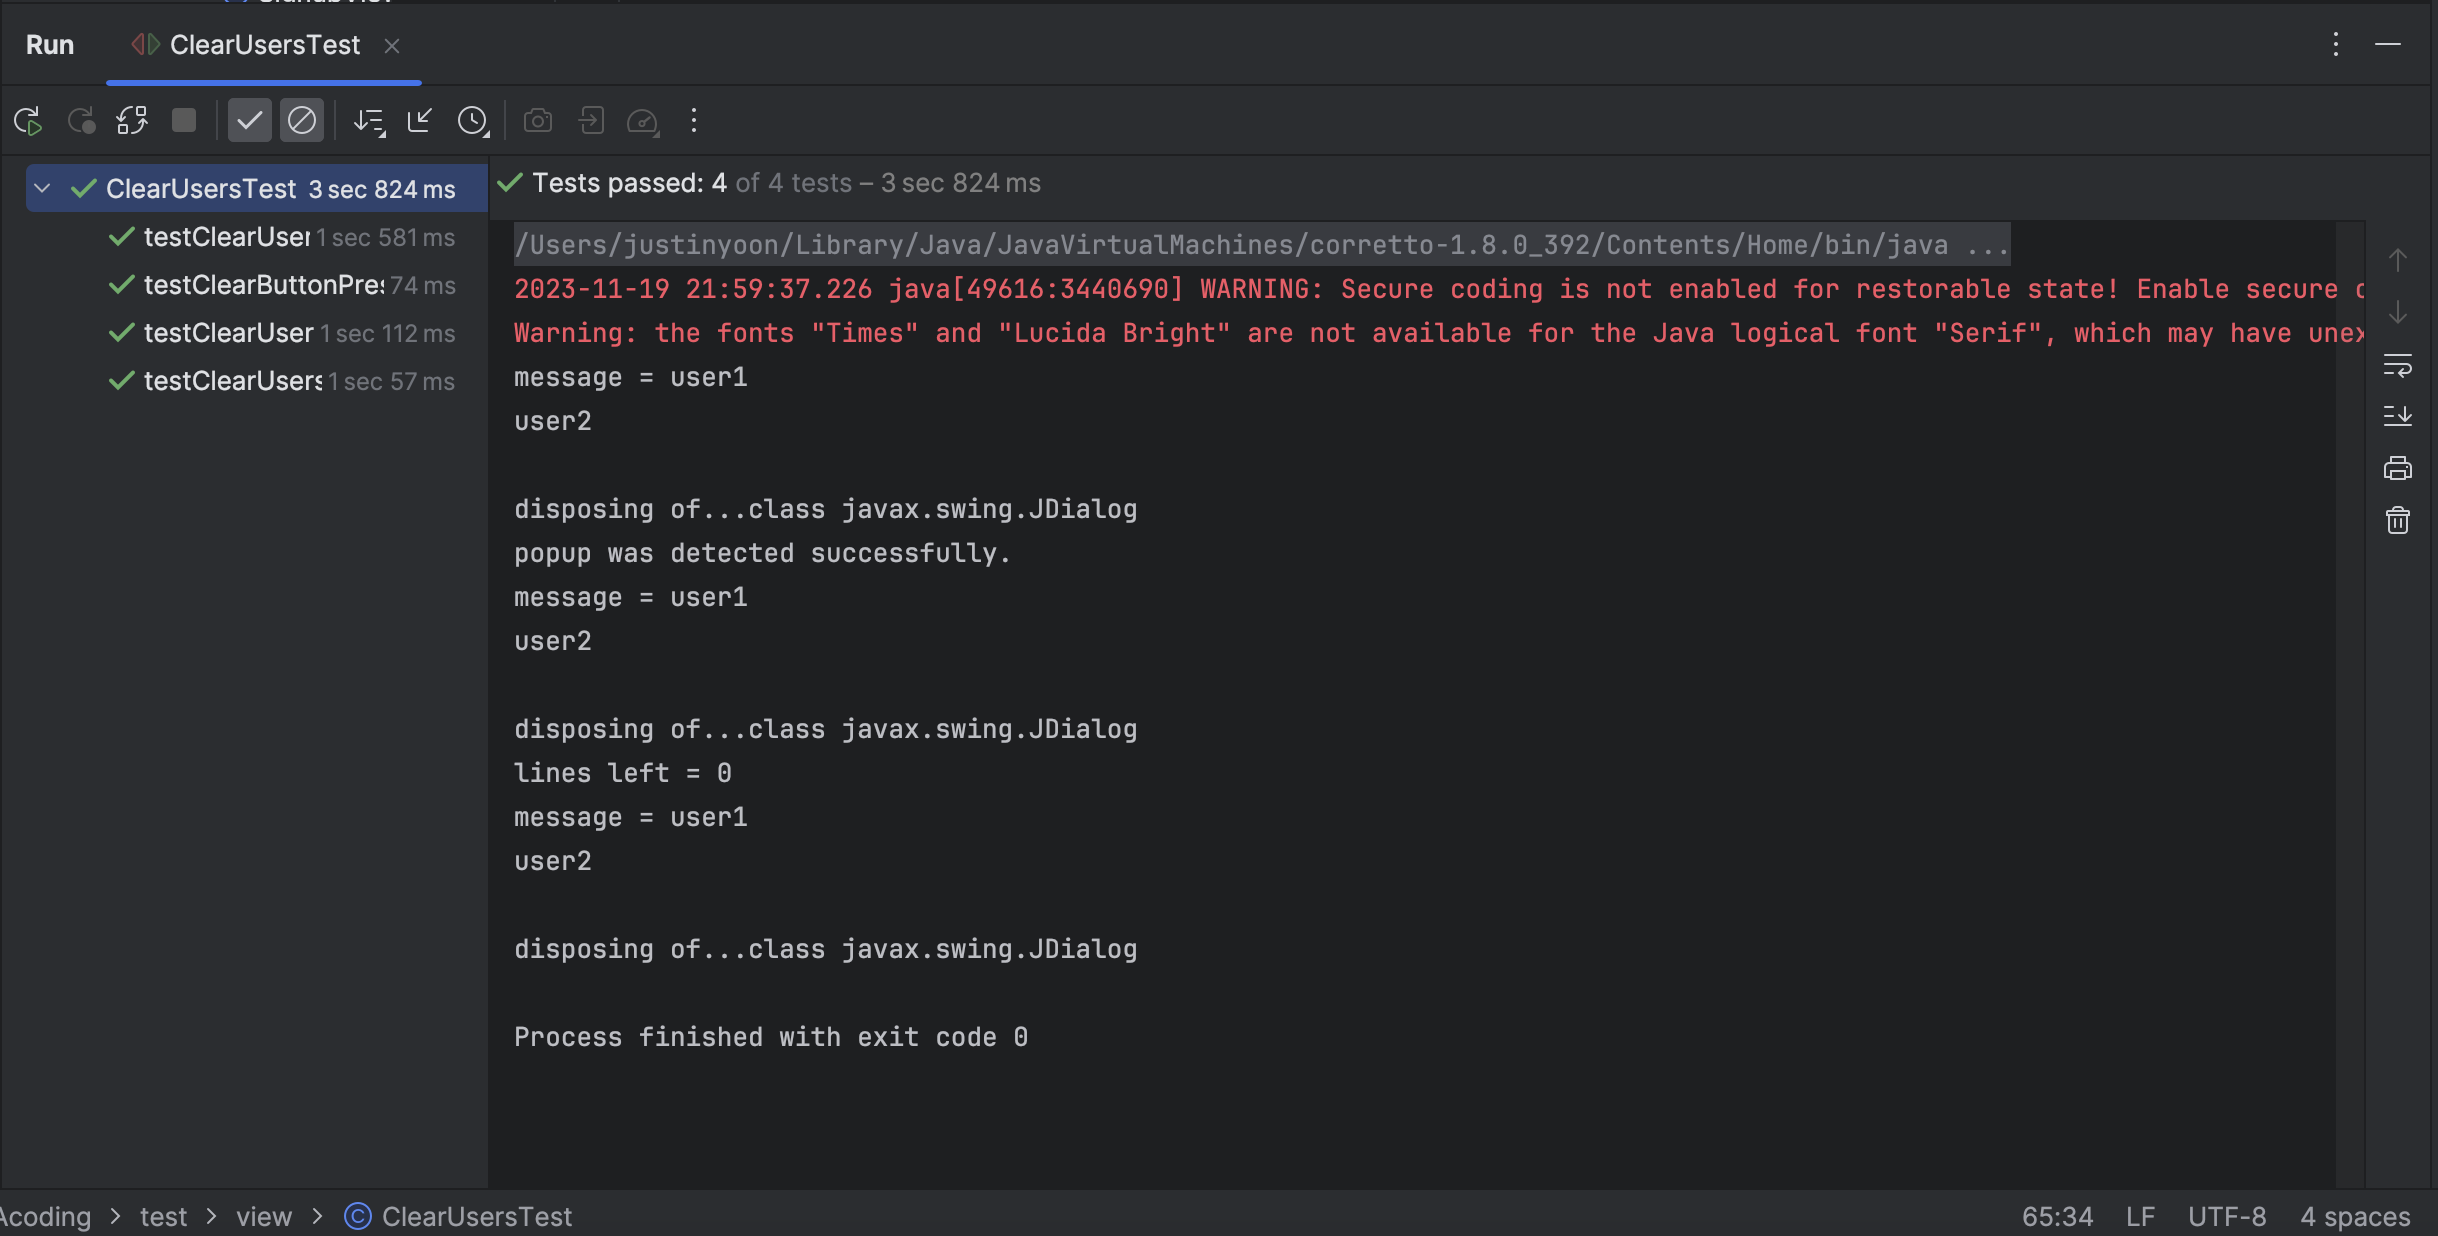 Run ClearUsersTest
ClearUsersTest 3 sec 824 ms
testClearUser 1 sec 581 ms
testClearButtonPres 74 ms
testClearUser 1 sec 112 ms
testClearUsers 1 sec 57 ms
Tests passed: 4 of 4 tests – 3 sec 824 ms
/Users/justinyoon/Library/Java/JavaVirtualMachines/corretto-1.8.0_392/Contents/Home/bin/java ...
2023-11-19 21:59:37.226 java[49616:3440690] WARNING: Secure coding is not enabled for restorable state! Enable secure c
Warning: the fonts "Times" and "Lucida Bright" are not available for the Java logical font "Serif", which may have unex
message = user1
user2
disposing of...class javax.swing.JDialog
popup was detected successfully.
message = user1
user2
disposing of...class javax.swing.JDialog
lines left = 0
message = user1
user2
disposing of...class javax.swing.JDialog
Process finished with exit code 0
Acoding > test > view > ClearUsersTest
65:34 LF UTF-8 4 spaces